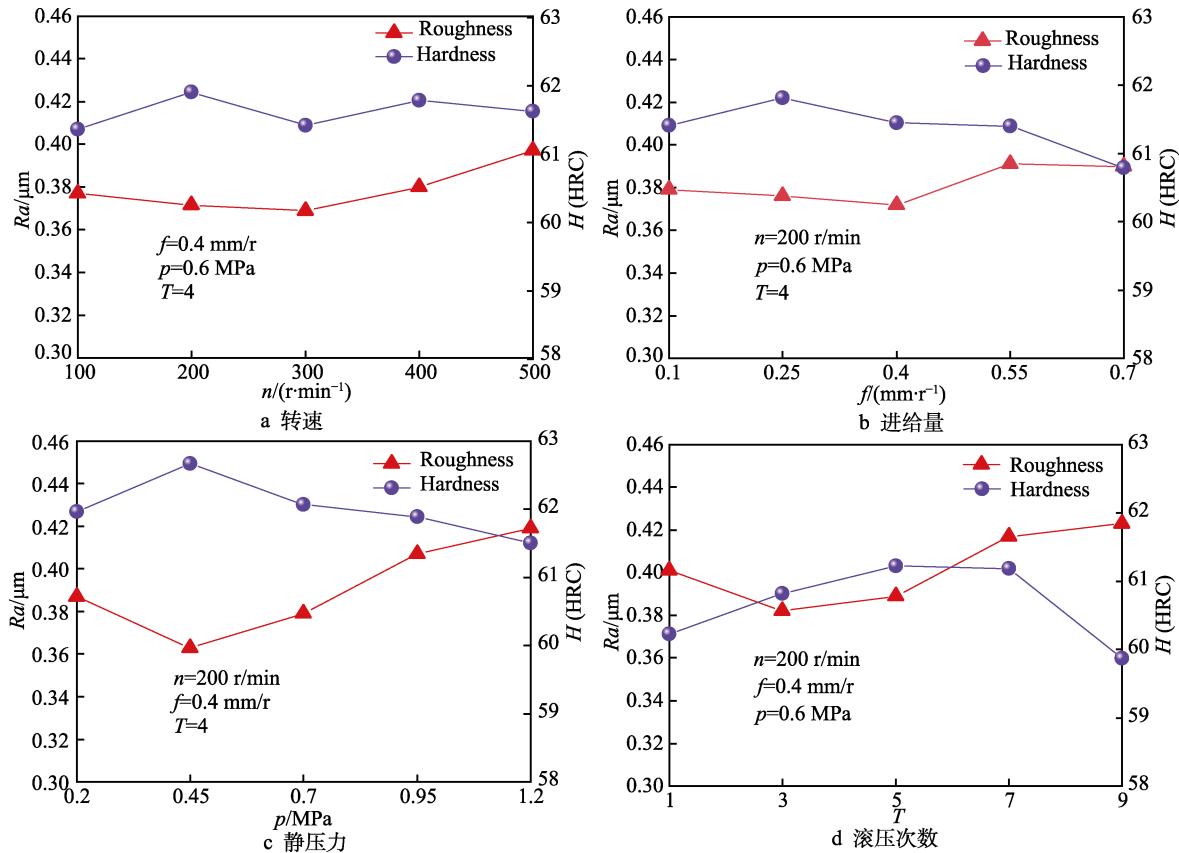 0.46
0.44
0.42
0.40
0.38
0.36
0.34
0.32
0.30
Ra/μm
63
62
61
60
59
58
H (HRC)
Roughness
Hardness
f=0.4 mm/r
p=0.6 MPa
T=4
100 200 300 400 500
n/(r·min⁻¹)
a 转速
0.46
0.44
0.42
0.40
0.38
0.36
0.34
0.32
0.30
Ra/μm
63
62
61
60
59
58
H (HRC)
Roughness
Hardness
n=200 r/min
p=0.6 MPa
T=4
0.1 0.25 0.4 0.55 0.7
f/(mm·r⁻¹)
b 进给量
0.46
0.44
0.42
0.40
0.38
0.36
0.34
0.32
0.30
Ra/μm
63
62
61
60
59
58
H (HRC)
Roughness
Hardness
n=200 r/min
f=0.4 mm/r
T=4
0.2 0.45 0.7 0.95 1.2
p/MPa
c 静压力
0.46
0.44
0.42
0.40
0.38
0.36
0.34
0.32
0.30
Ra/μm
63
62
61
60
59
58
H (HRC)
Roughness
Hardness
n=200 r/min
f=0.4 mm/r
p=0.6 MPa
1 3 5 7 9
T
d 滚压次数